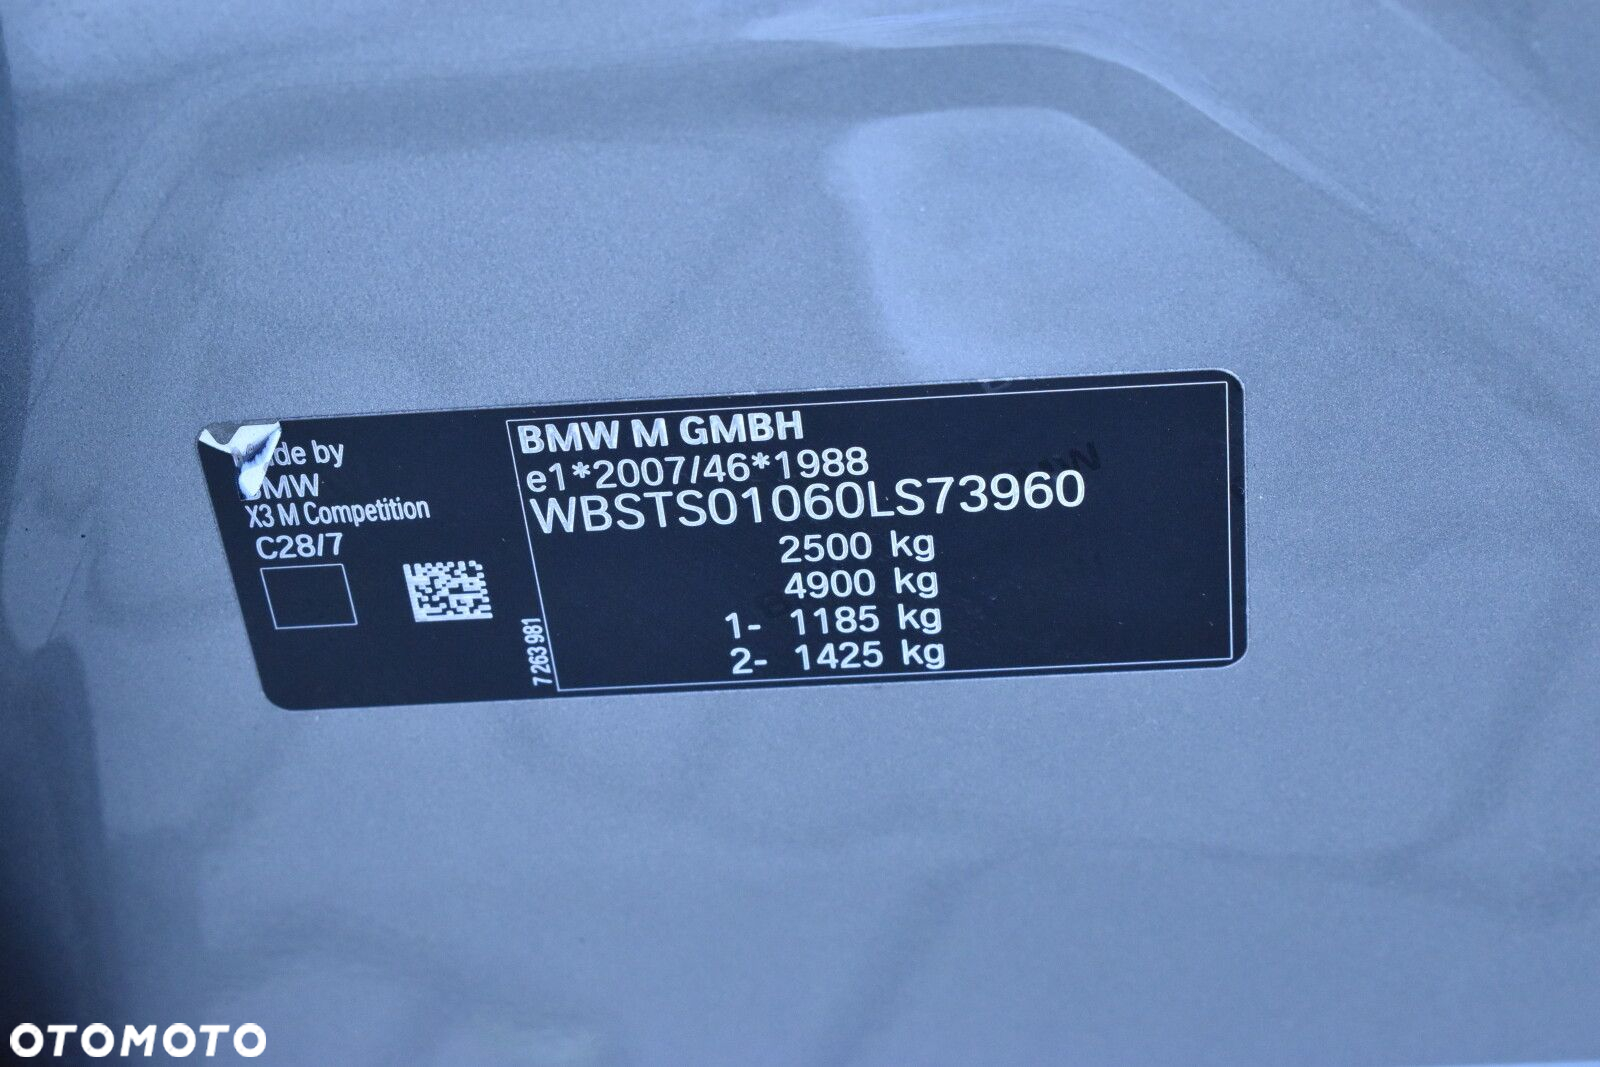 Made by
BMW
X3 M Competition
C28/7
7 263 981
BMW M GMBH
e1*2007/46*1988
WBSTS01060LS73960
2500 kg
4900 kg
1- 1185 kg
2- 1425 kg
OTOMOTO